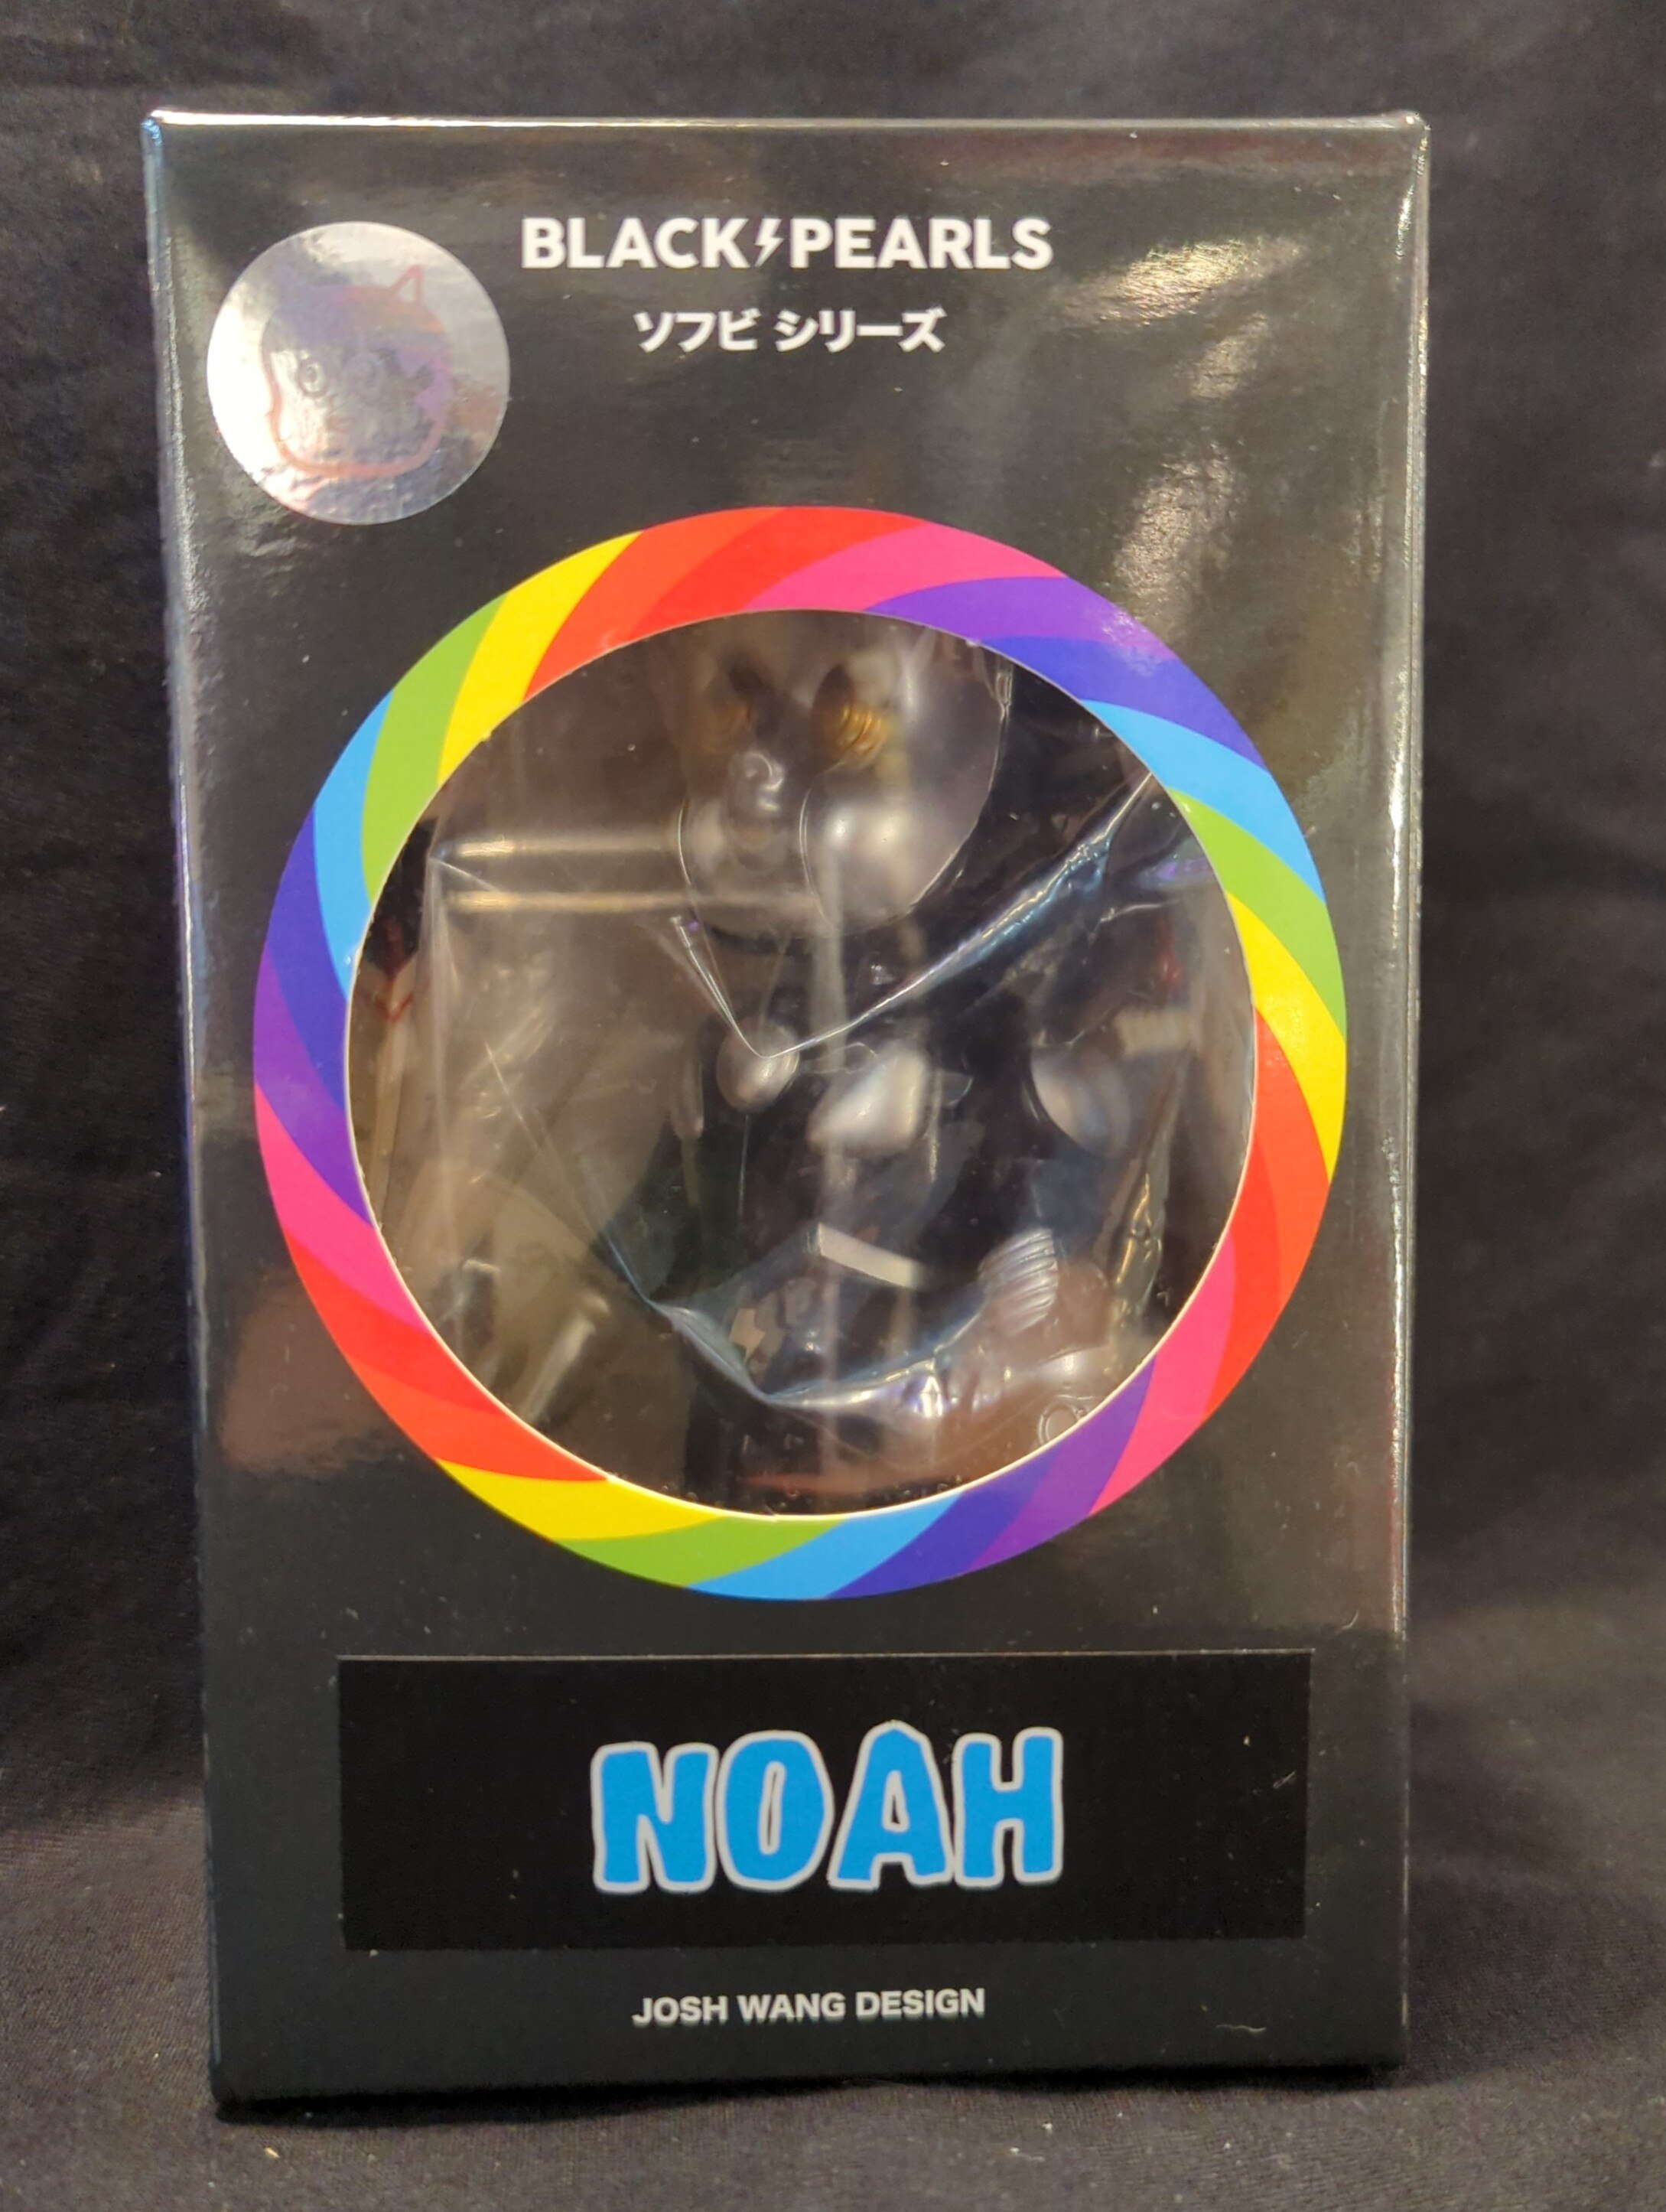 BLACK⚡PEARLS
ソフビ シリーズ
NOAH
JOSH WANG DESIGN